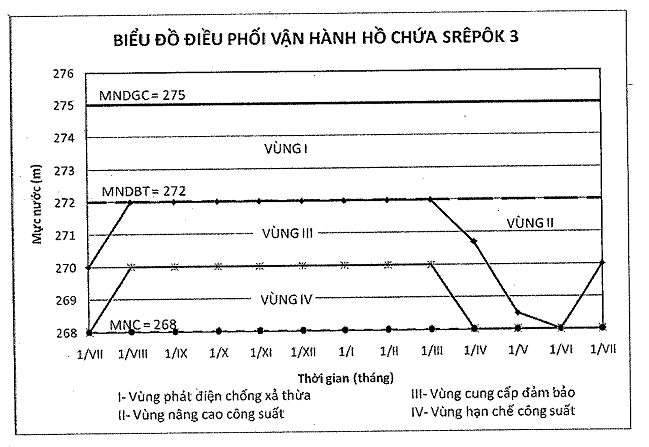 BIỂU ĐỒ ĐIỀU PHỐI VẬN HÀNH HỒ CHỨA SRÊPÔK 3
Mực nước (m)
276
275
274
273
272
271
270
269
268
MNDGC = 275
VÙNG I
MNDBT = 272
VÙNG II
VÙNG III
VÙNG IV
MNC = 268
1/VII 1/VIII 1/IX 1/X 1/XI 1/XII 1/I 1/II 1/III 1/IV 1/V 1/VI 1/VII
Thời gian (tháng)
I- Vùng phát điện chống xả thừa III- Vùng cung cấp đảm bảo
II- Vùng nâng cao công suất IV- Vùng hạn chế công suất